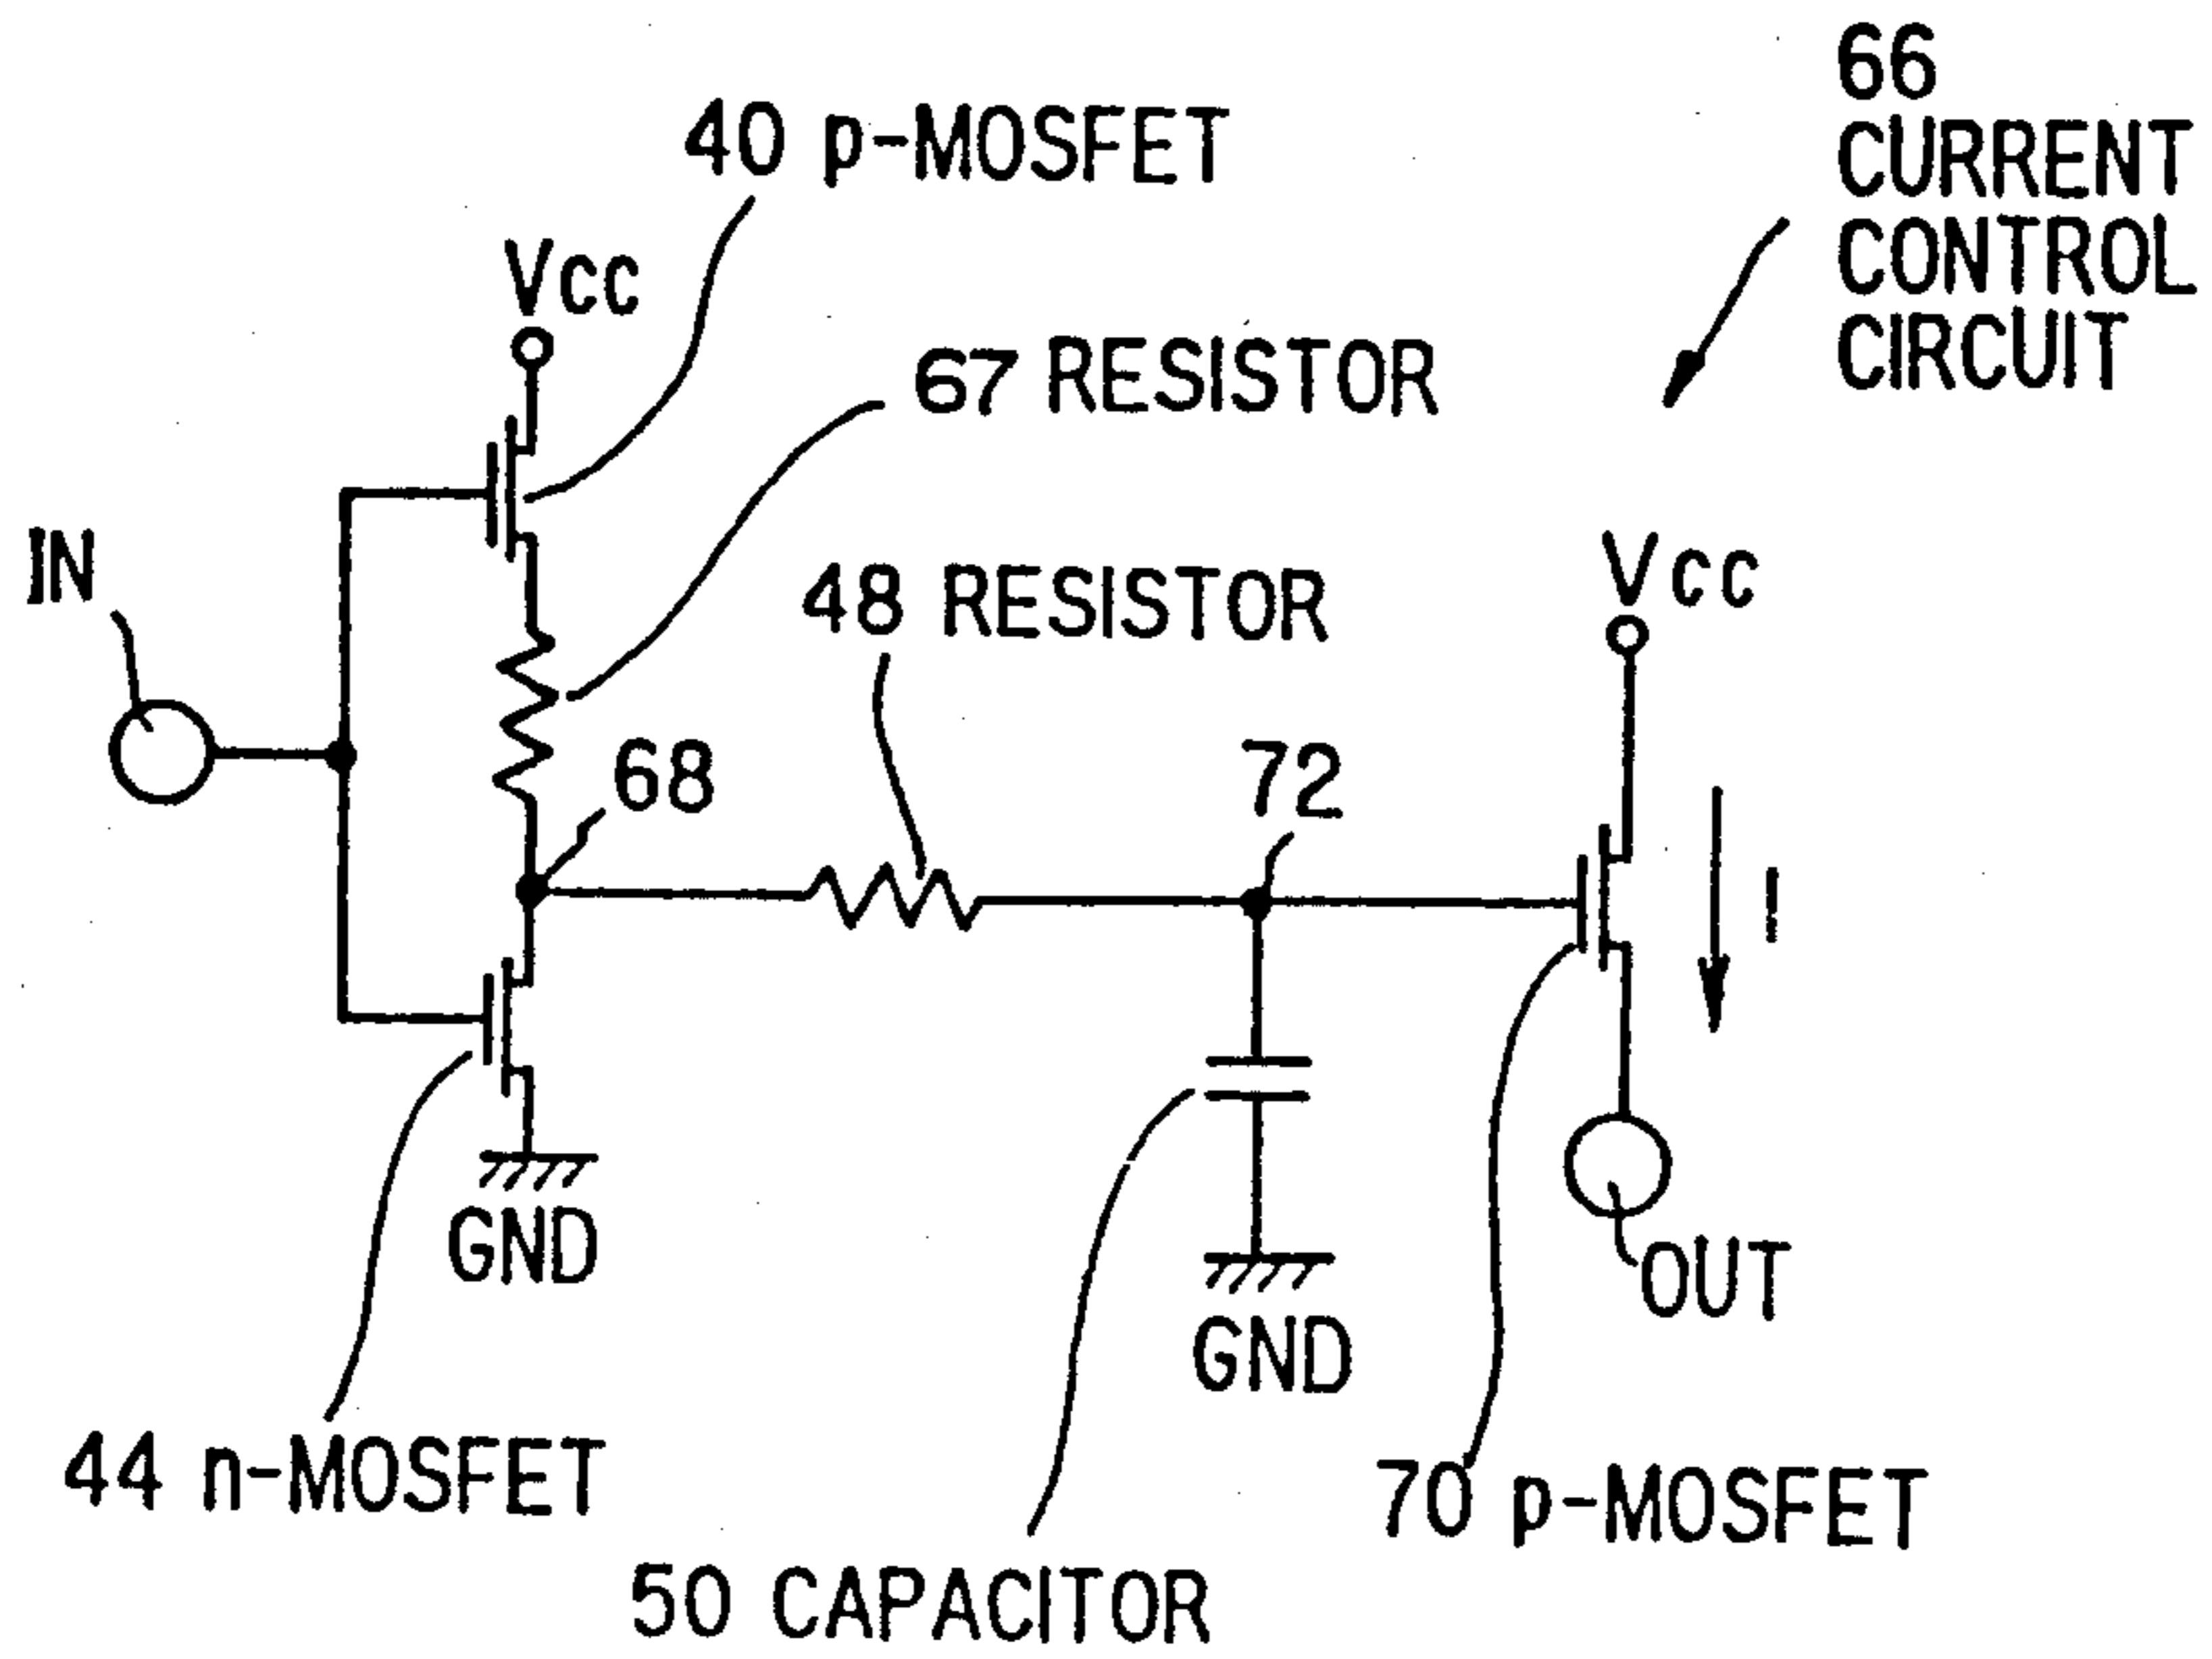 66
CURRENT
CONTROL
CIRCUIT
40 p-MOSFET
Vcc
67 RESISTOR
IN
48 RESISTOR
Vcc
68
72
I
GND
OUT
GND
44 n-MOSFET
70 p-MOSFET
50 CAPACITOR